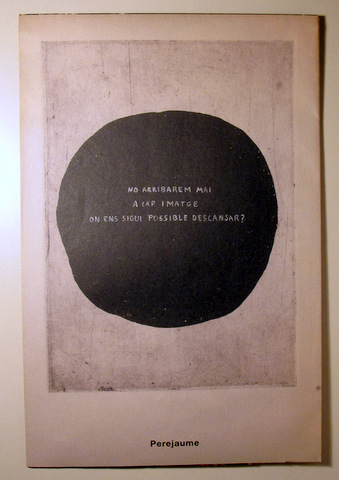 NO ARRIBAREM MAI
A CAP IMATGE
ON ENS SIGUI POSSIBLE DESCANSAR?
Perejaume